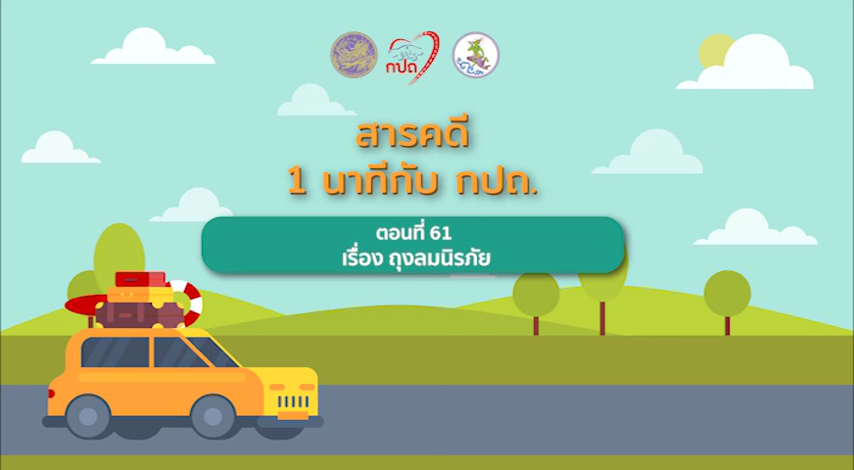 กปถ
สารคดี
1 นาทีกับ กปถ.
ตอนที่ 61
เรื่อง ถุงลมนิรภัย